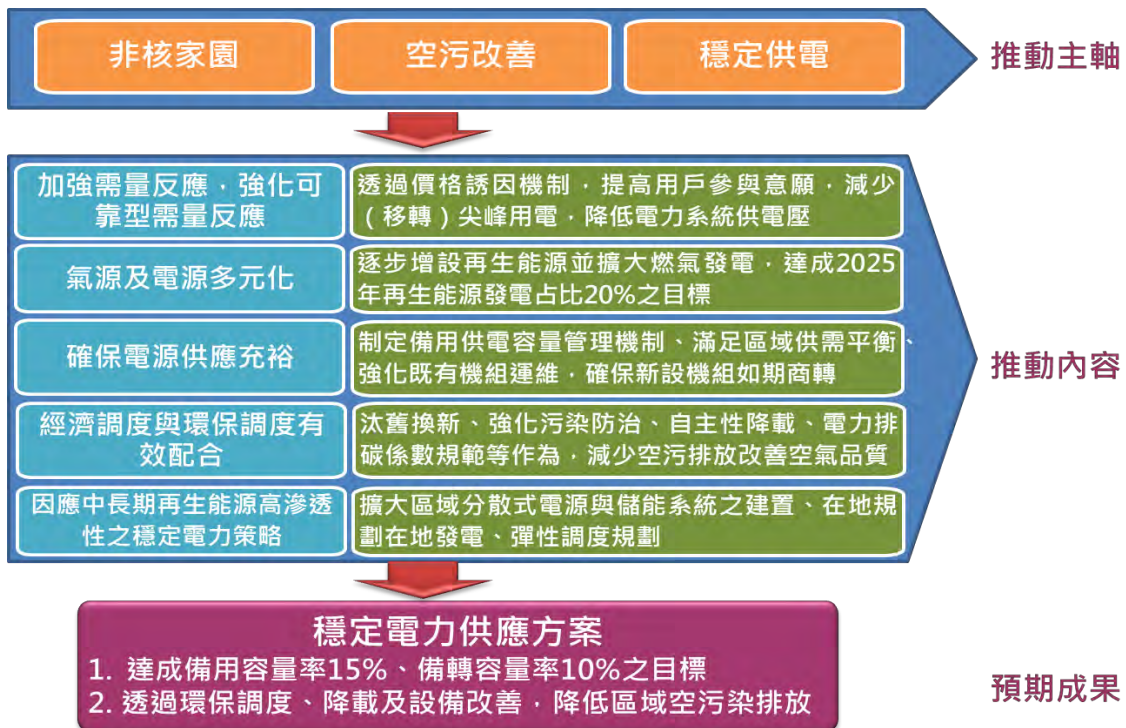 非核家園
空污改善
穩定供電
推動主軸
加強需量反應，強化可
靠型需量反應
透過價格誘因機制，提高用戶參與意願，減少
（移轉）尖峰用電，降低電力系統供電壓
氣源及電源多元化
逐步增設再生能源並擴大燃氣發電，達成2025
年再生能源發電占比20%之目標
確保電源供應充裕
制定備用供電容量管理機制、滿足區域供需平衡、
強化既有機組運維，確保新設機組如期商轉
經濟調度與環保調度有
效配合
汰舊換新、強化污染防治、自主性降載、電力排
碳係數規範等作為，減少空污排放改善空氣品質
因應中長期再生能源高滲透
性之穩定電力策略
擴大區域分散式電源與儲能系統之建置、在地規
劃在地發電、彈性調度規劃
推動內容
穩定電力供應方案
1. 達成備用容量率15%、備轉容量率10%之目標
2. 透過環保調度、降載及設備改善，降低區域空污染排放
預期成果